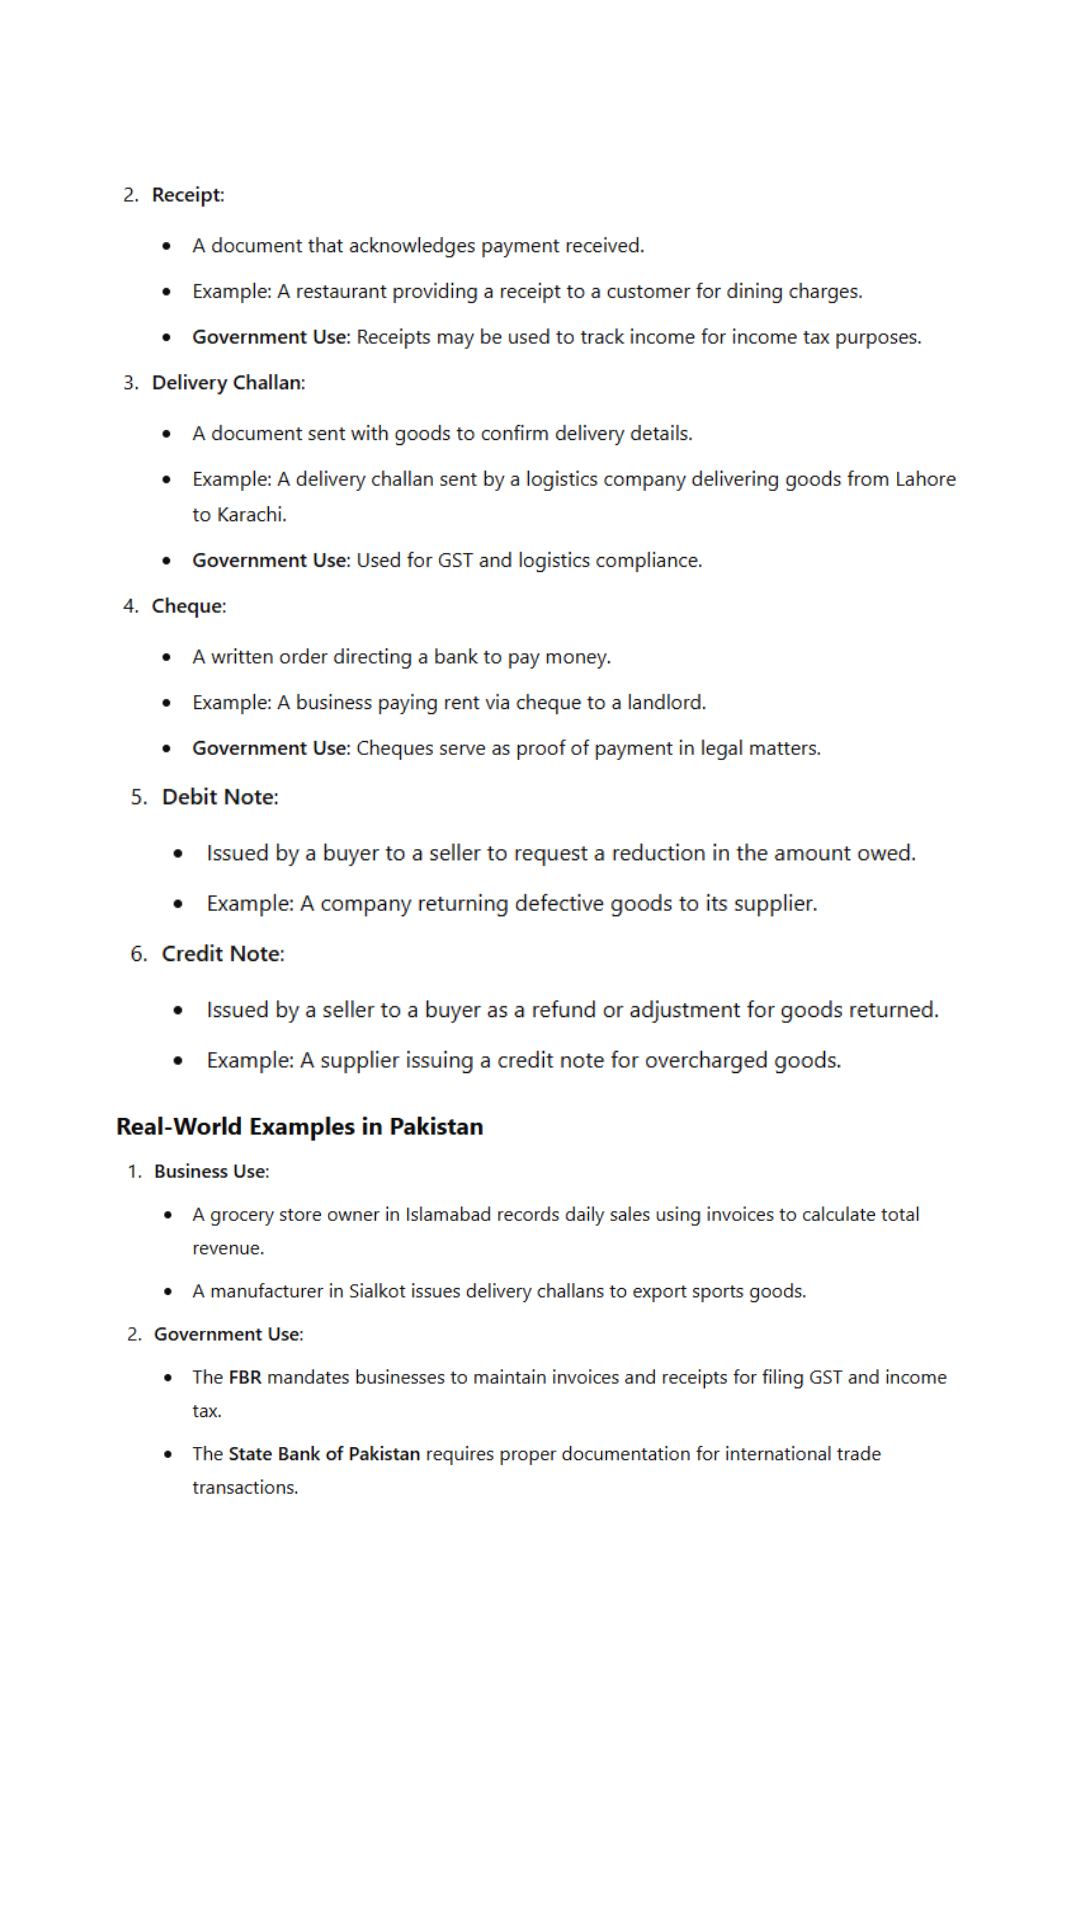 2. Receipt:
• A document that acknowledges payment received.
• Example: A restaurant providing a receipt to a customer for dining charges.
• Government Use: Receipts may be used to track income for income tax purposes.
3. Delivery Challan:
• A document sent with goods to confirm delivery details.
• Example: A delivery challan sent by a logistics company delivering goods from Lahore
to Karachi.
• Government Use: Used for GST and logistics compliance.
4. Cheque:
• A written order directing a bank to pay money.
• Example: A business paying rent via cheque to a landlord.
• Government Use: Cheques serve as proof of payment in legal matters.
5. Debit Note:
• Issued by a buyer to a seller to request a reduction in the amount owed.
• Example: A company returning defective goods to its supplier.
6. Credit Note:
• Issued by a seller to a buyer as a refund or adjustment for goods returned.
• Example: A supplier issuing a credit note for overcharged goods.
Real-World Examples in Pakistan
1. Business Use:
• A grocery store owner in Islamabad records daily sales using invoices to calculate total
revenue.
• A manufacturer in Sialkot issues delivery challans to export sports goods.
2. Government Use:
• The FBR mandates businesses to maintain invoices and receipts for filing GST and income
tax.
• The State Bank of Pakistan requires proper documentation for international trade
transactions.